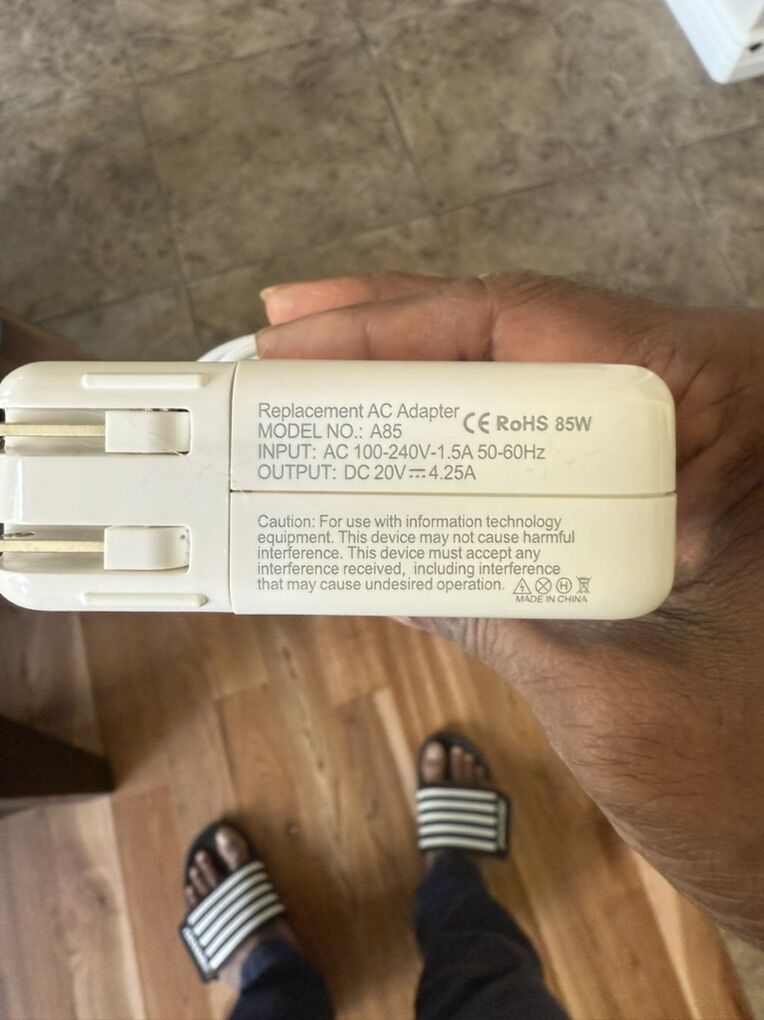 Replacement AC Adapter CE RoHS 85W
MODEL NO.: A85
INPUT: AC 100-240V-1.5A 50-60Hz
OUTPUT: DC 20V⎓4.25A
Caution: For use with information technology
equipment. This device may not cause harmful
interference. This device must accept any
interference received, including interference
that may cause undesired operation.
MADE IN CHINA